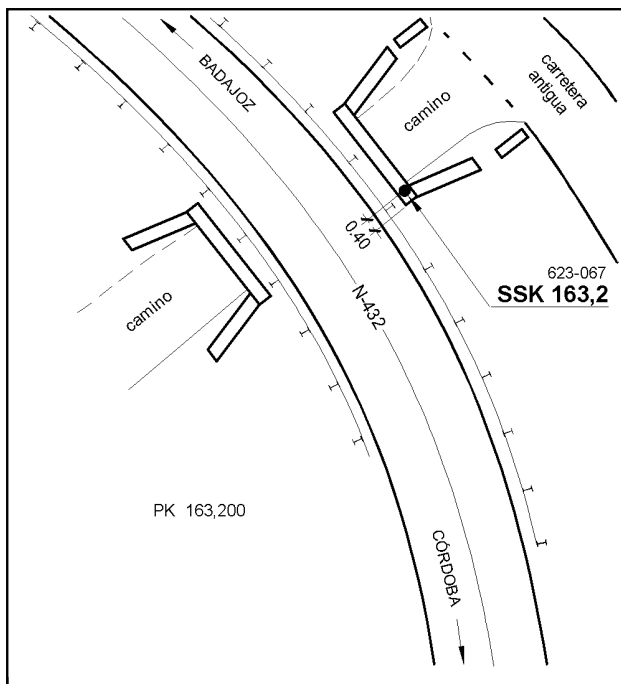 BADAJOZ
carretera
antigua
camino
0.40
623-067
SSK 163,2
N-432
camino
PK 163,200
CÓRDOBA